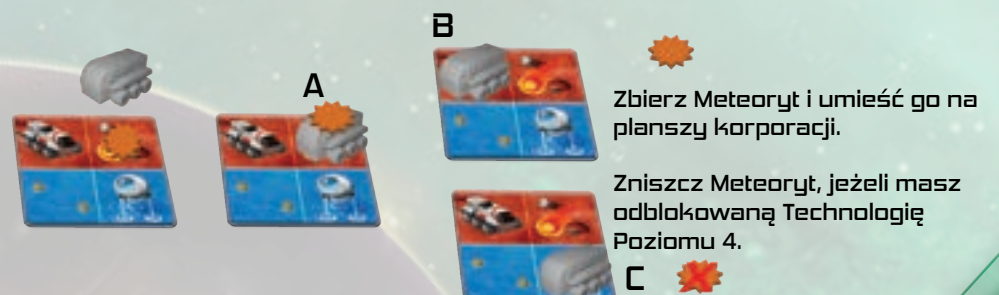 A
B
Zbierz Meteoryt i umieść go na
planszy korporacji.
Zniszcz Meteoryt, jeżeli masz
odblokowaną Technologię
Poziomu 4.
C